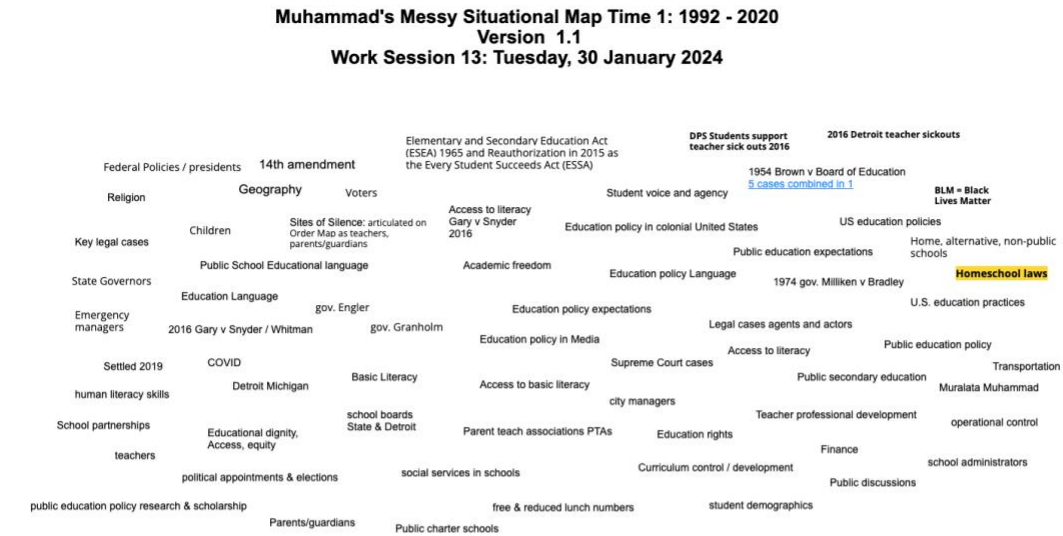 Muhammad's Messy Situational Map Time 1: 1992 - 2020
Version 1.1
Work Session 13: Tuesday, 30 January 2024
Elementary and Secondary Education Act
(ESEA) 1965 and Reauthorization in 2015 as
the Every Student Succeeds Act (ESSA)
DPS Students support
teacher sick outs 2016
2016 Detroit teacher sickouts
Federal Policies / presidents
14th amendment
1954 Brown v Board of Education
5 cases combined in 1
Religion
Geography
Voters
Student voice and agency
BLM = Black
Lives Matter
Children
Sites of Silence: articulated on
Order Map as teachers,
parents/guardians
Access to literacy
Gary v Snyder
2016
Education policy in colonial United States
US education policies
Key legal cases
Public education expectations
Home, alternative, non-public
schools
Public School Educational language
Academic freedom
Education policy Language
Homeschool laws
State Governors
1974 gov. Milliken v Bradley
Education Language
gov. Engler
Education policy expectations
U.S. education practices
Emergency
managers
2016 Gary v Snyder / Whitman
gov. Granholm
Legal cases agents and actors
Education policy in Media
Access to literacy
Public education policy
Settled 2019
COVID
Supreme Court cases
Transportation
human literacy skills
Detroit Michigan
Basic Literacy
Access to basic literacy
Public secondary education
Muralata Muhammad
city managers
School partnerships
school boards
State & Detroit
Teacher professional development
operational control
Educational dignity,
Access, equity
Parent teach associations PTAs
Education rights
teachers
Finance
political appointments & elections
social services in schools
Curriculum control / development
school administrators
Public discussions
public education policy research & scholarship
free & reduced lunch numbers
student demographics
Parents/guardians
Public charter schools